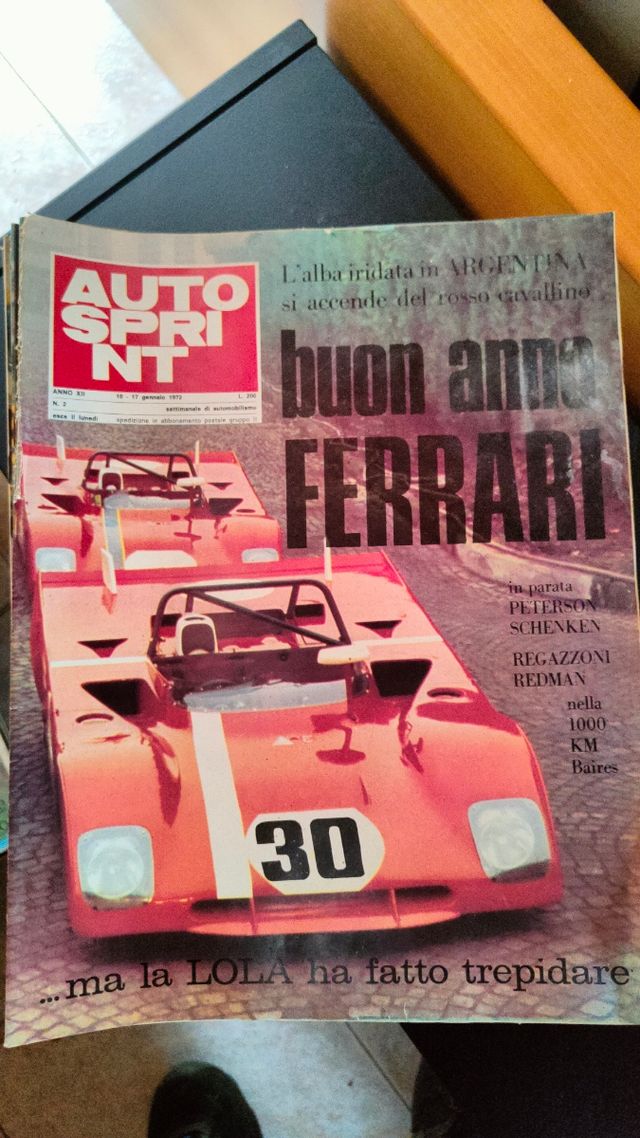 AUTO
SPRI
NT
ANNO XII 10 - 17 gennaio 1972 L. 200
N. 2 settimanale di automobilismo
esce il lunedì spedizione in abbonamento postale gruppo II
L'alba iridata in ARGENTINA
si accende del rosso cavallino
buon anno
FERRARI
in parata
PETERSON
SCHENKEN
REGAZZONI
REDMAN
nella
1000
KM
Baires
30
...ma la LOLA ha fatto trepidare